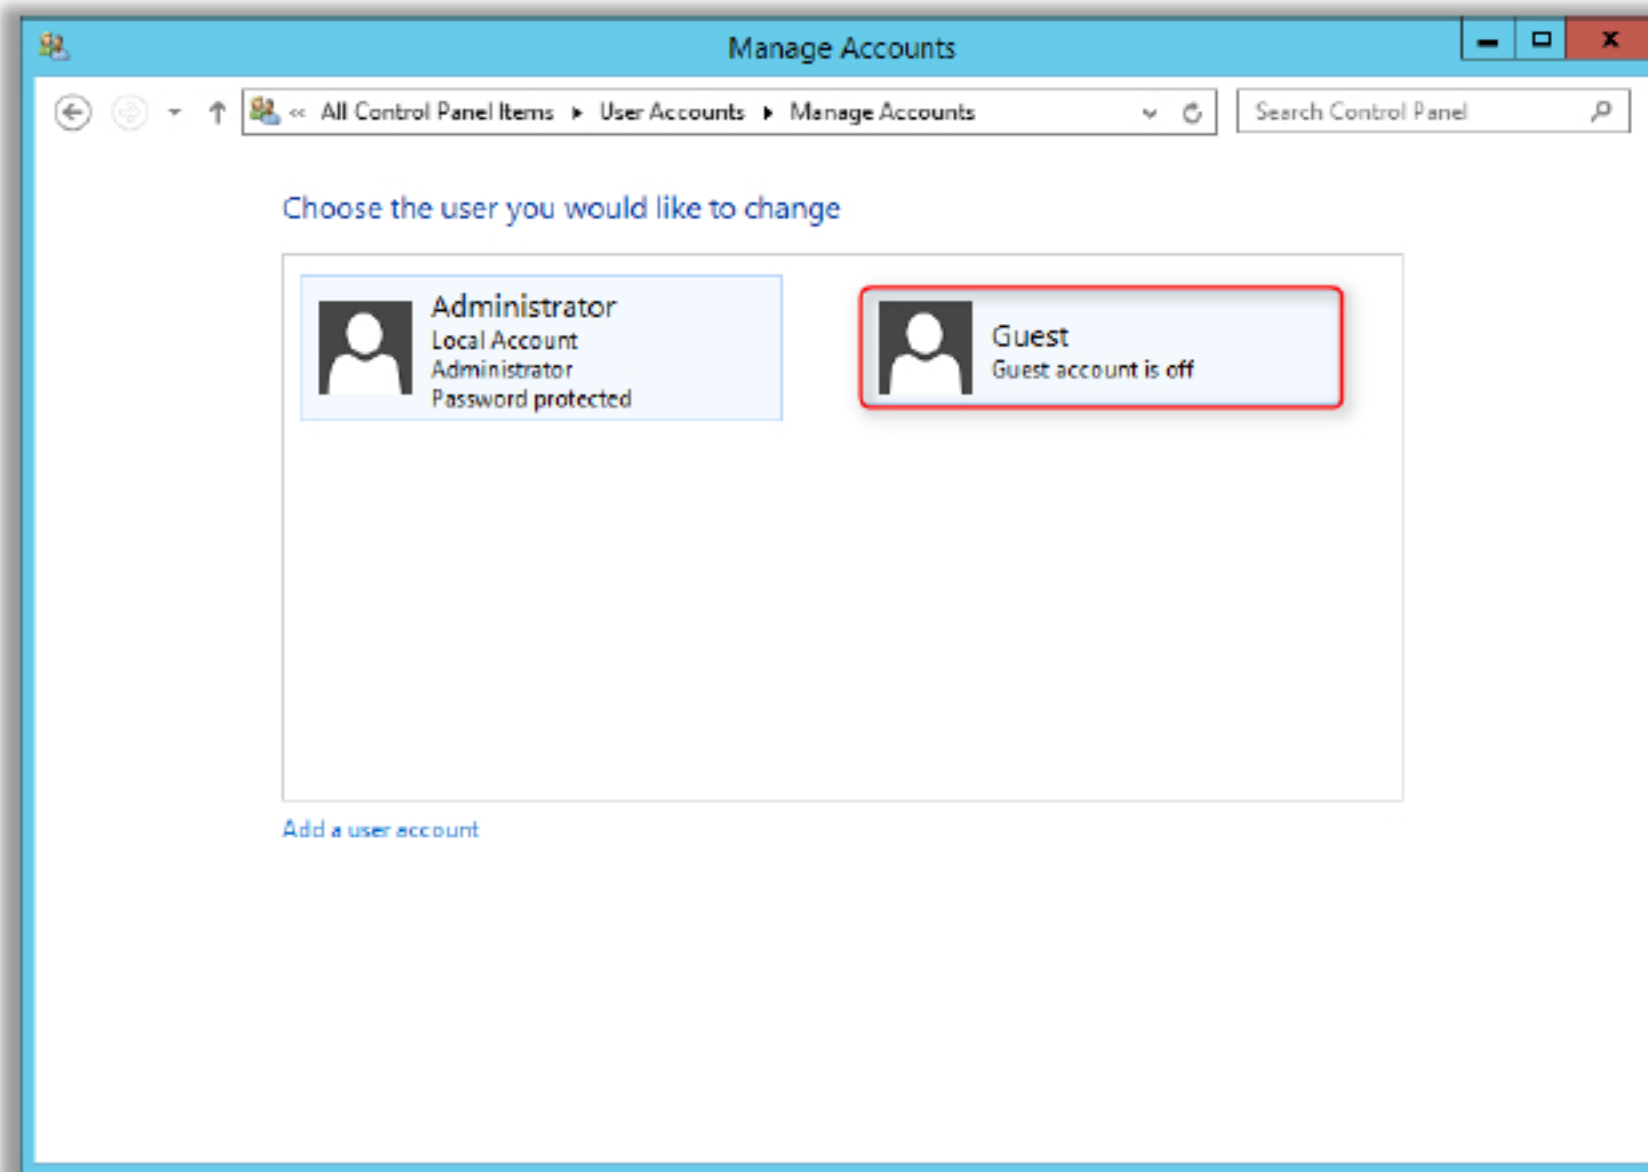 Manage Accounts
« All Control Panel Items ▸ User Accounts ▸ Manage Accounts
Search Control Panel
Choose the user you would like to change
Administrator
Local Account
Administrator
Password protected
Guest
Guest account is off
Add a user account